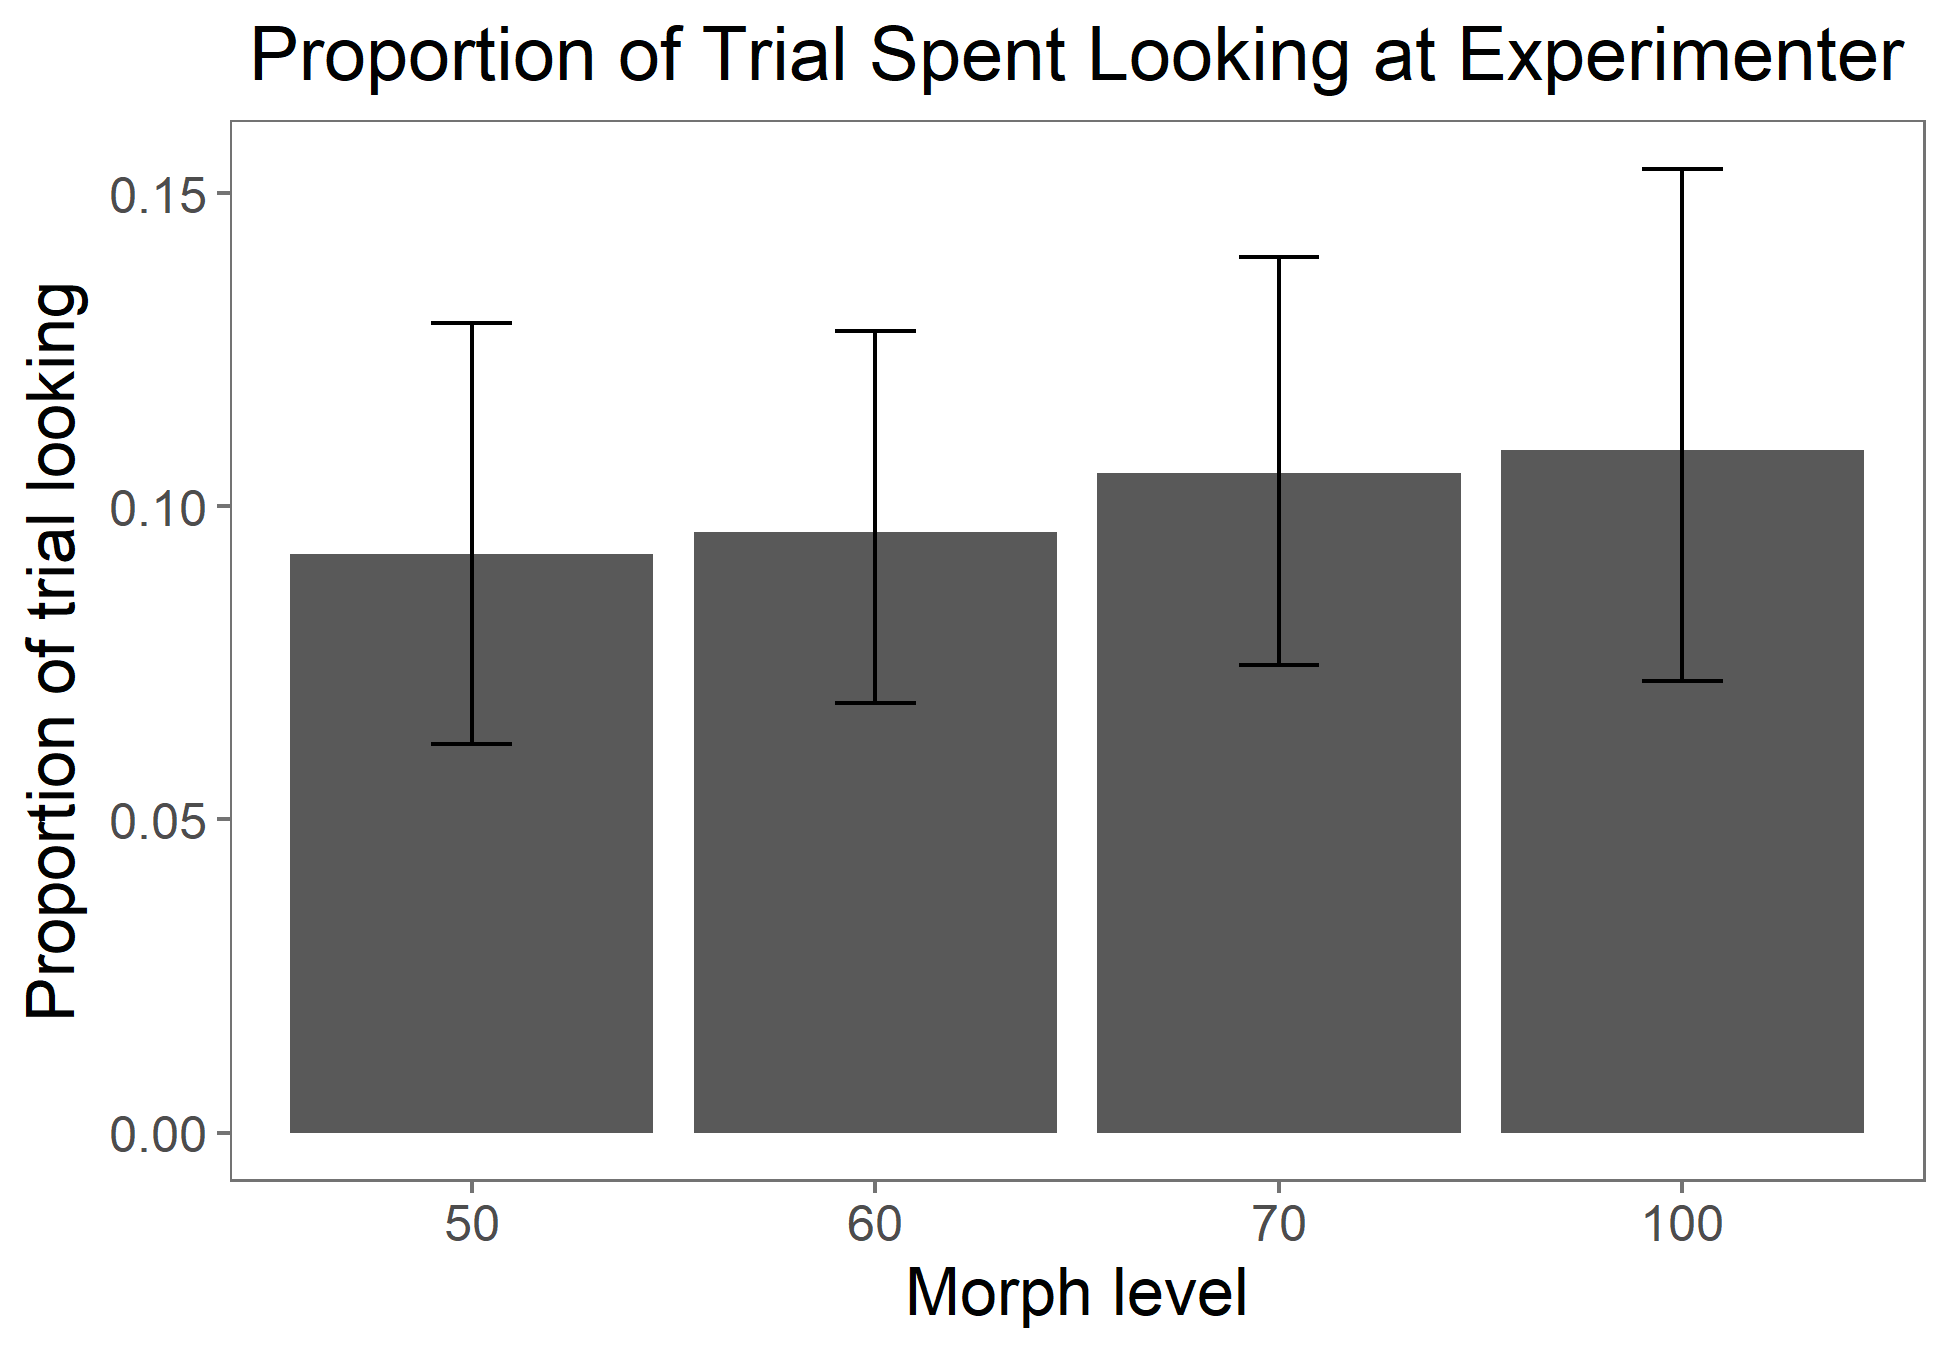 Proportion of Trial Spent Looking at Experimenter
Proportion of trial looking
0.15
0.10
0.05
0.00
50 60 70 100
Morph level